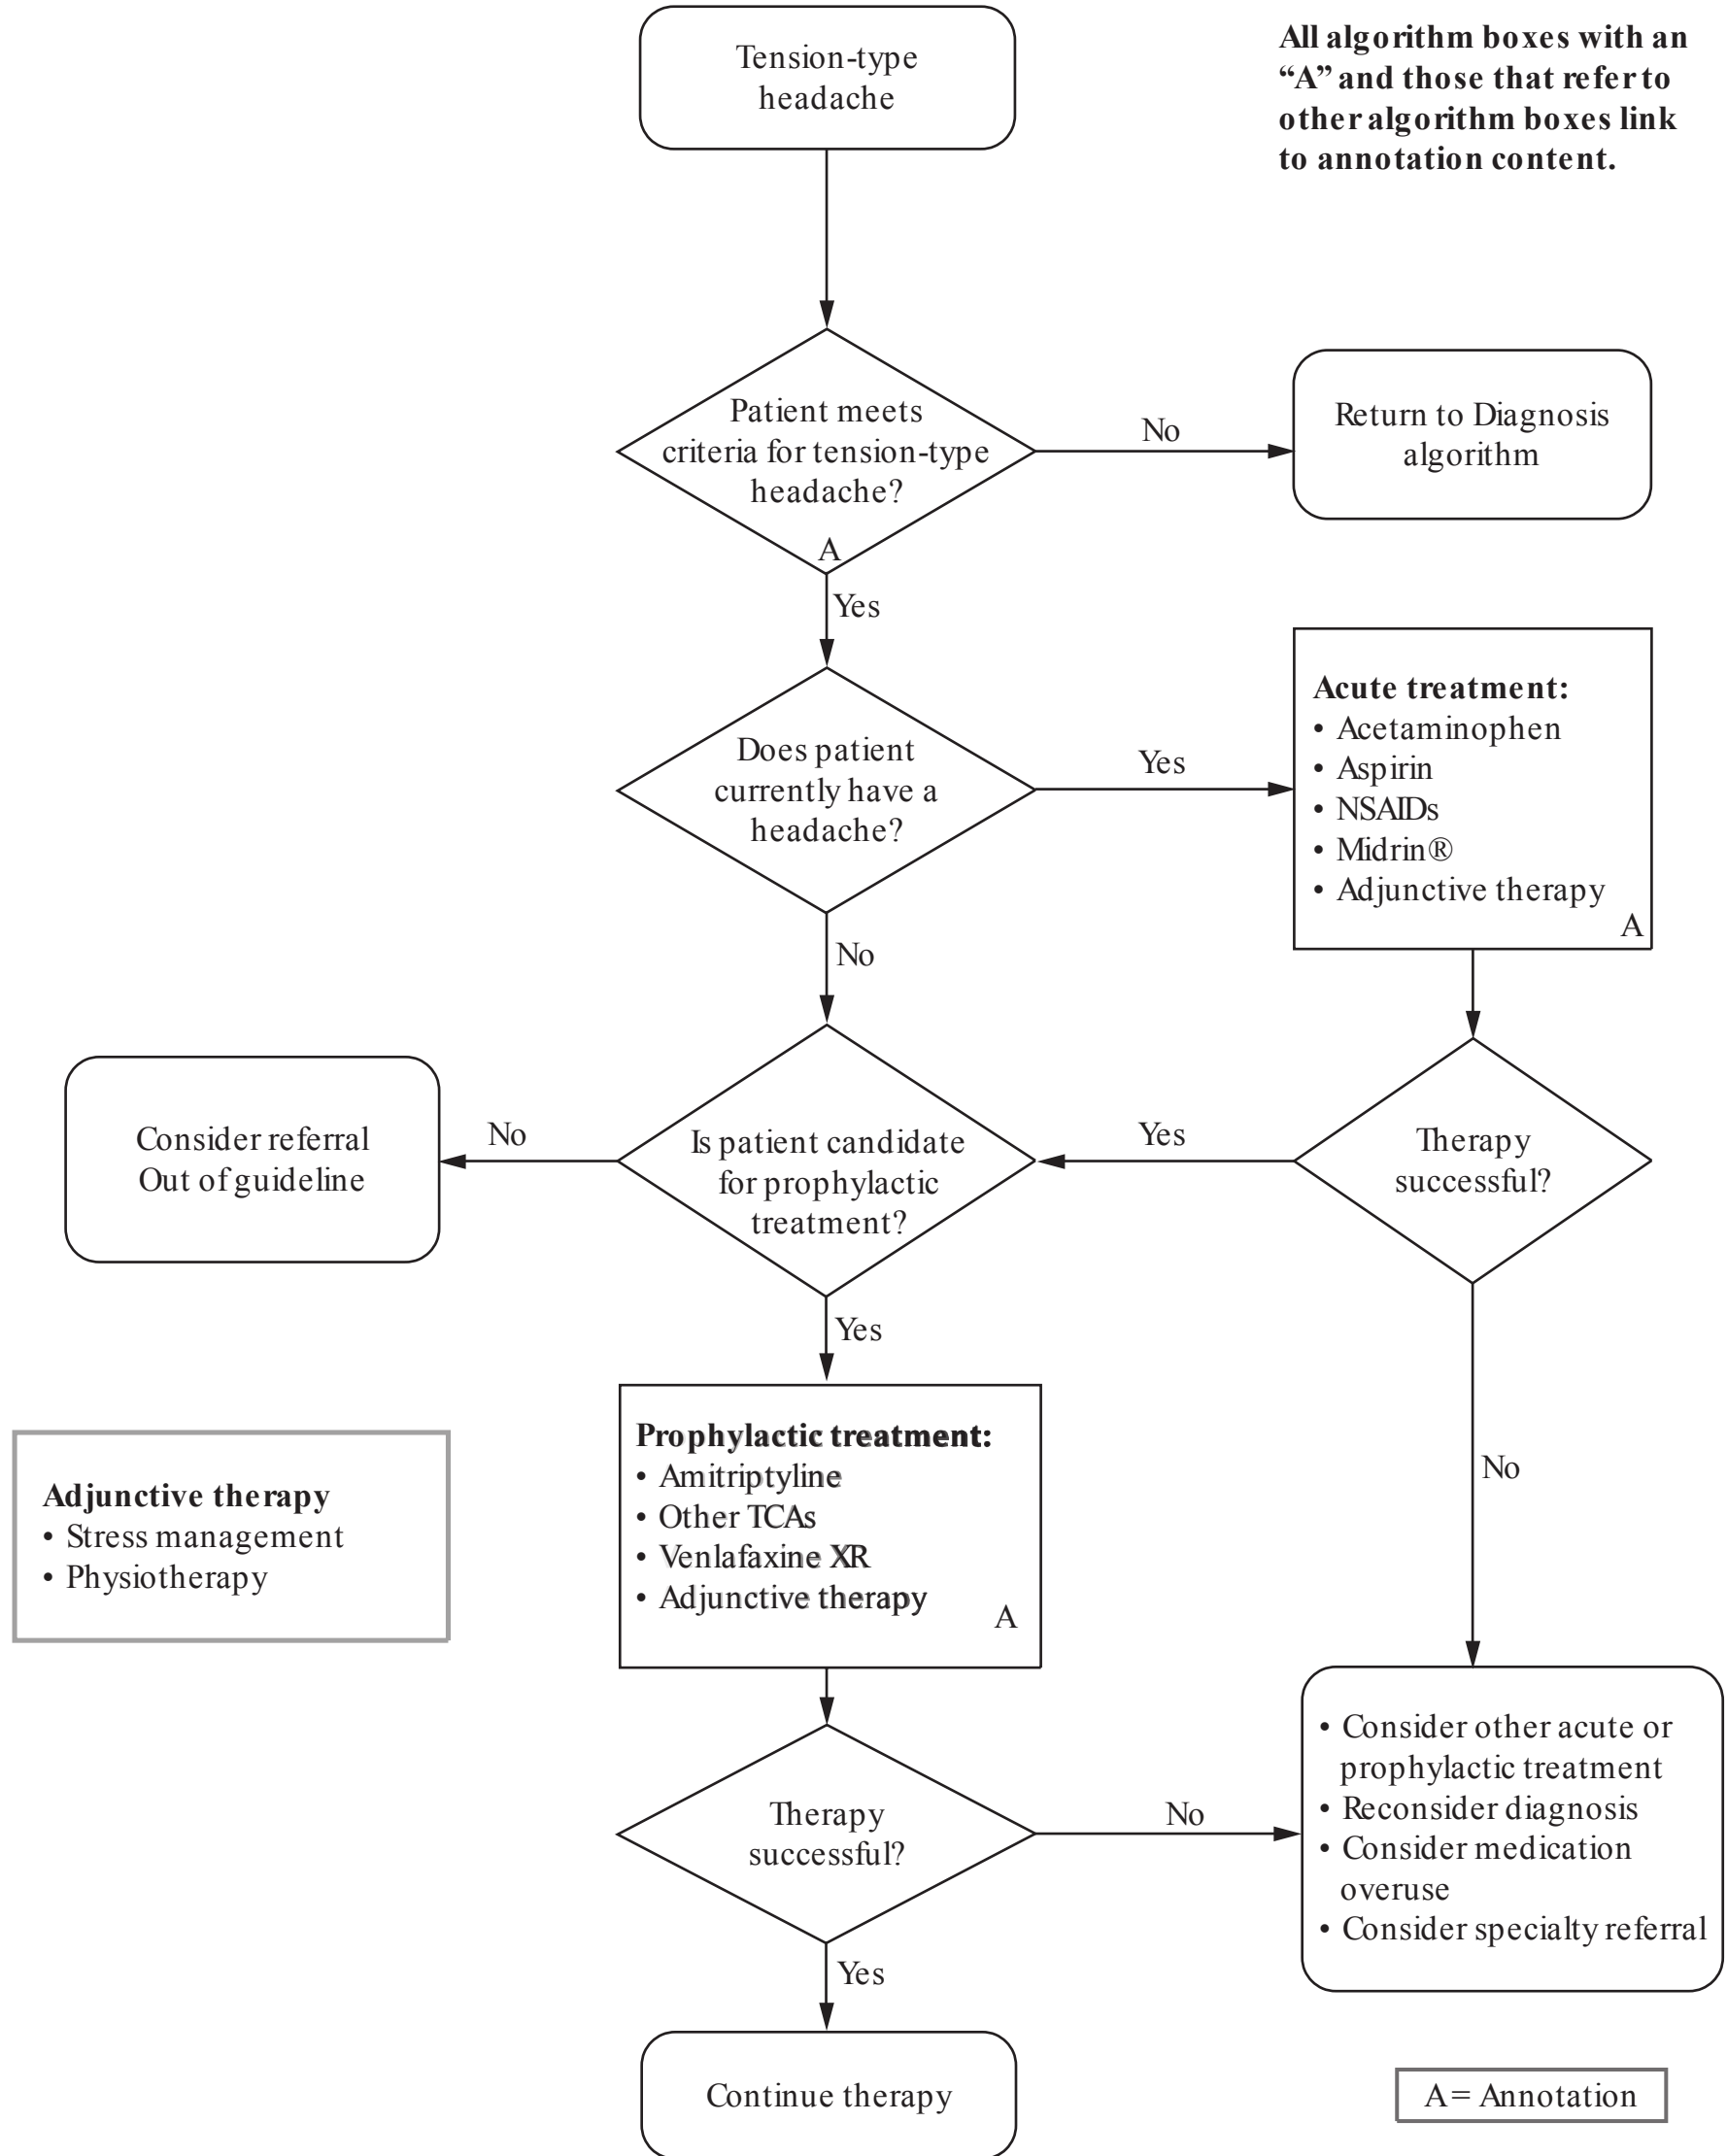 Tension-type
headache
All algorithm boxes with an
“A” and those that refer to
other algorithm boxes link
to annotation content.
Patient meets
criteria for tension-type
headache?
A
No
Return to Diagnosis
algorithm
Yes
Does patient
currently have a
headache?
Yes
Acute treatment:
• Acetaminophen
• Aspirin
• NSAIDs
• Midrin®
• Adjunctive therapy
A
No
Consider referral
Out of guideline
No
Is patient candidate
for prophylactic
treatment?
Yes
Therapy
successful?
Yes
Prophylactic treatment:
• Amitriptyline
• Other TCAs
• Venlafaxine XR
• Adjunctive therapy
A
Adjunctive therapy
• Stress management
• Physiotherapy
No
Therapy
successful?
No
• Consider other acute or
prophylactic treatment
• Reconsider diagnosis
• Consider medication
overuse
• Consider specialty referral
Yes
Continue therapy
A = Annotation